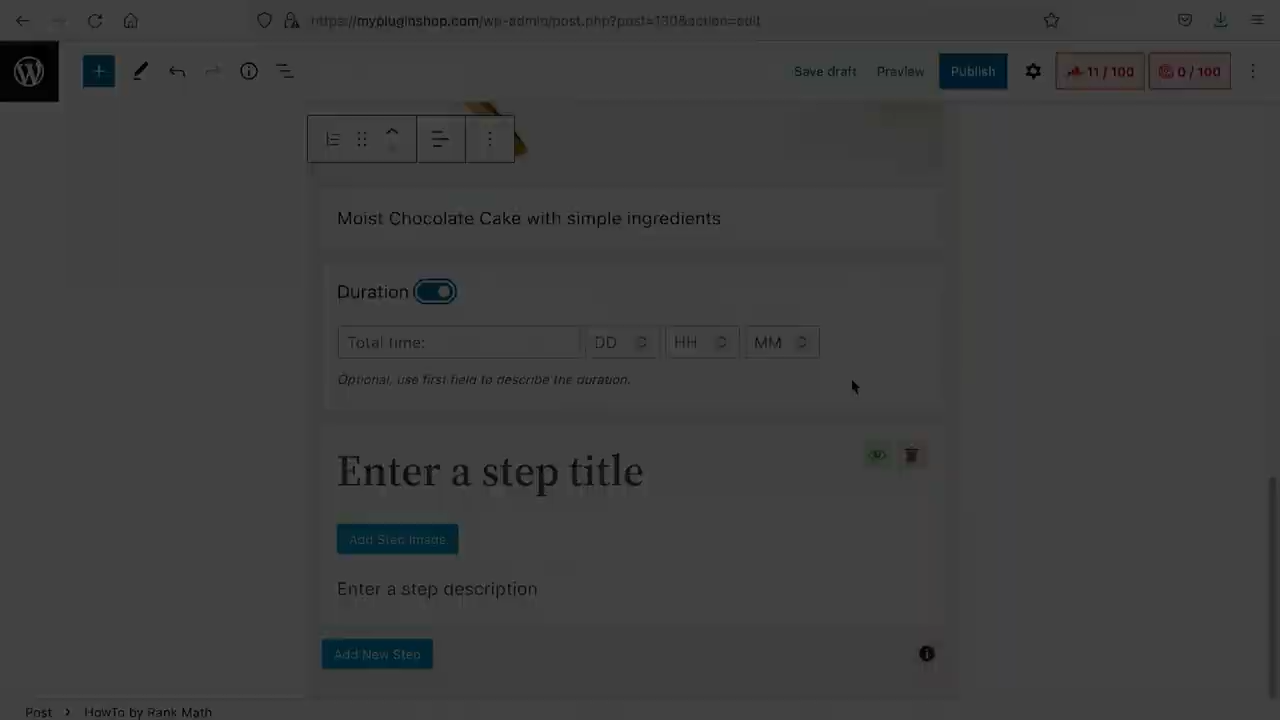 https://mypluginshop.com/wp-admin/post.php?post=130&action=edit
Save draft Preview Publish 11 / 100 0 / 100
Moist Chocolate Cake with simple ingredients
Duration
Total time: DD HH MM
Optional, use first field to describe the duration.
Enter a step title
Add Step Image
Enter a step description
Add New Step
Post > HowTo by Rank Math